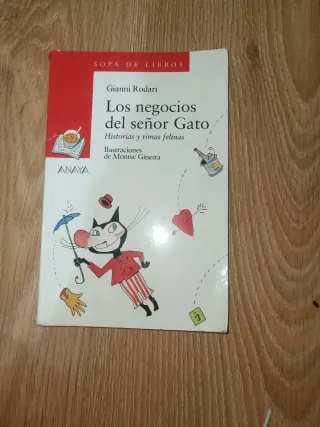 SOPA DE LIBROS
Gianni Rodari
Los negocios
del señor Gato
Historias y rimas felinas
Ilustraciones
de Montse Ginesta
ANAYA
3